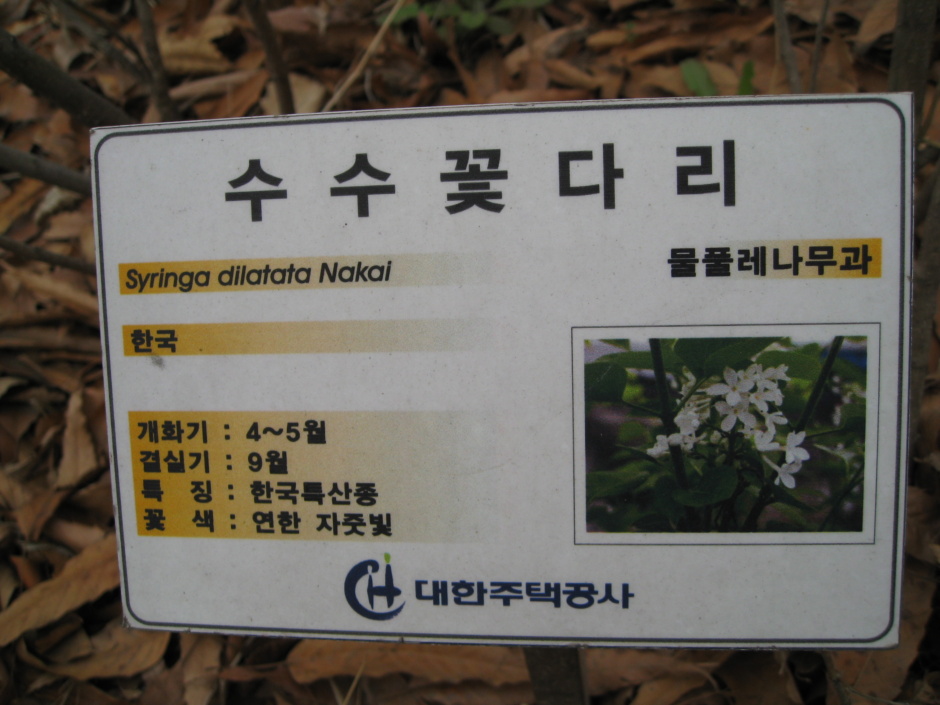 수수꽃다리
Syringa dilatata Nakai
물풀레나무과
한국
개화기 : 4~5월
결실기 : 9월
특 징 : 한국특산종
꽃 색 : 연한 자줏빛
대한주택공사